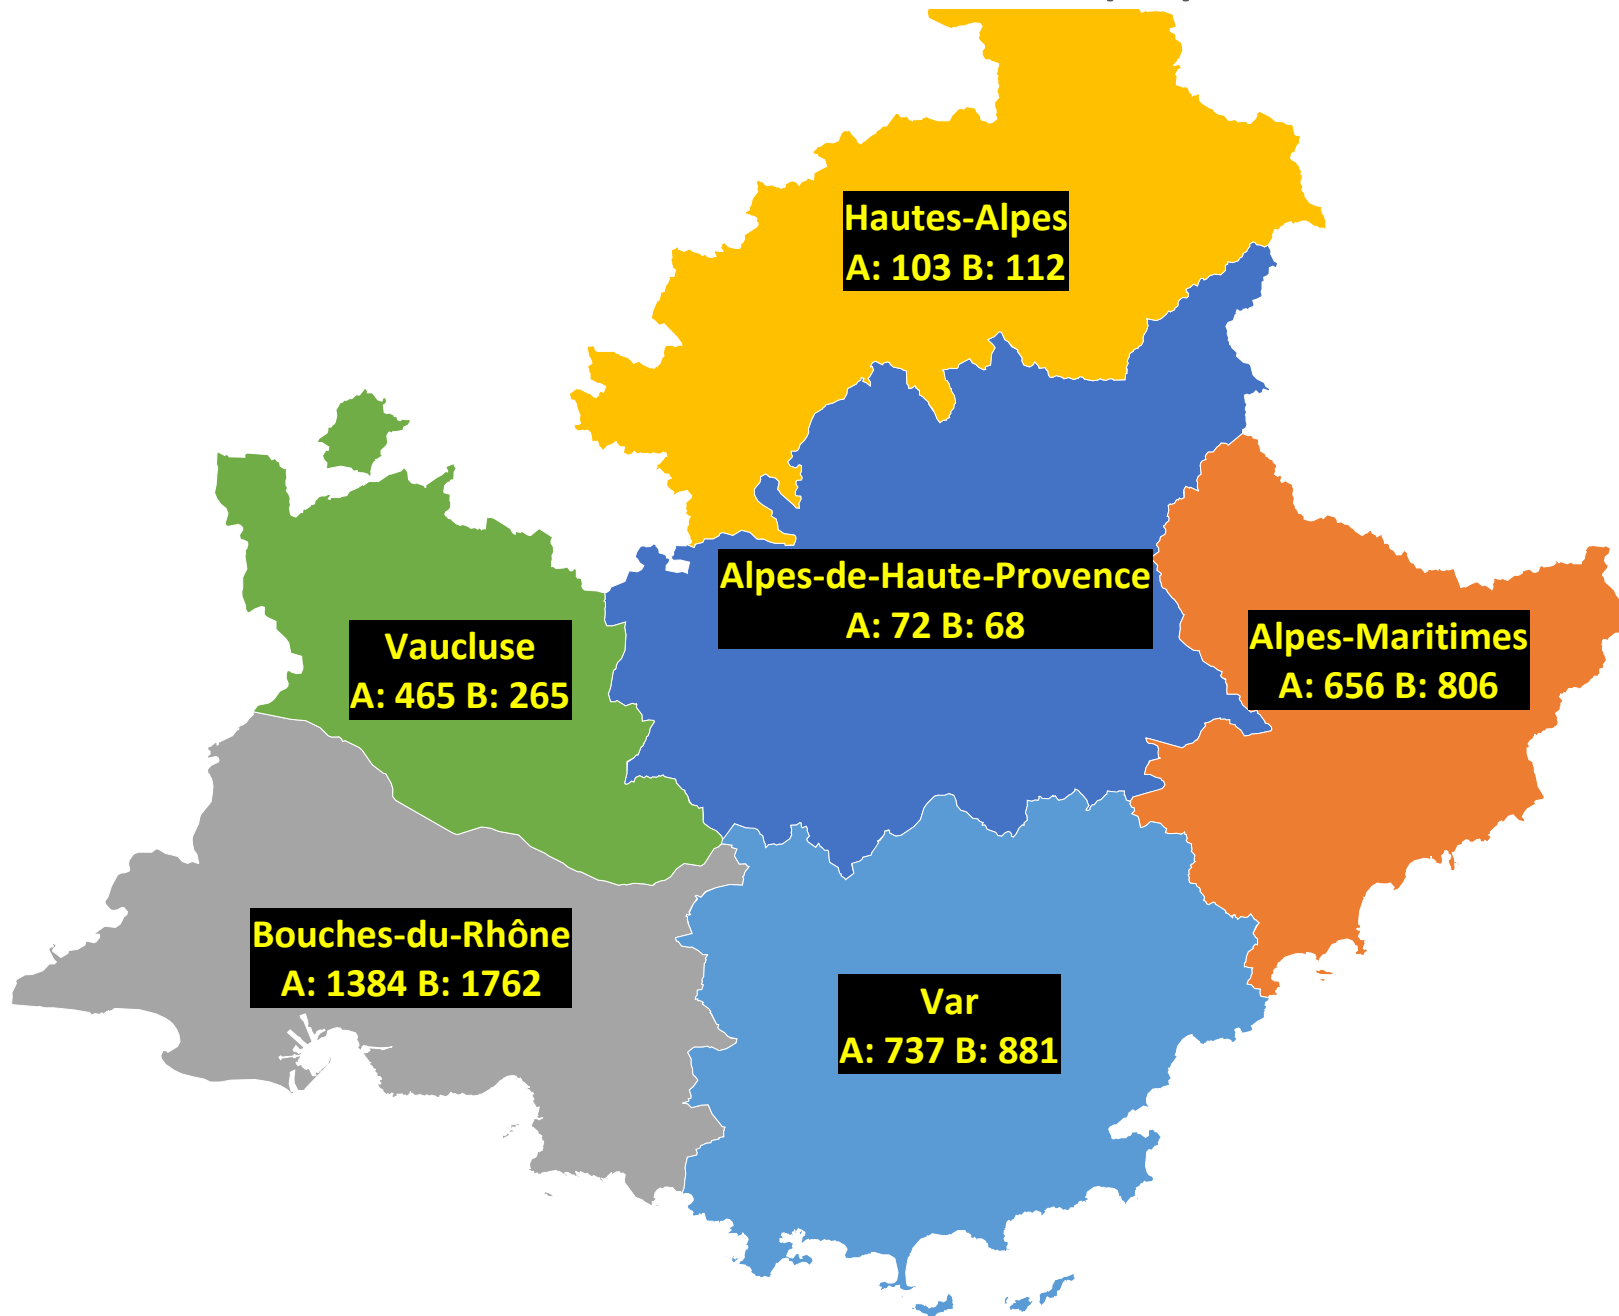 Hautes-Alpes
A: 103 B: 112
Alpes-de-Haute-Provence
A: 72 B: 68
Vaucluse
A: 465 B: 265
Alpes-Maritimes
A: 656 B: 806
Bouches-du-Rhône
A: 1384 B: 1762
Var
A: 737 B: 881